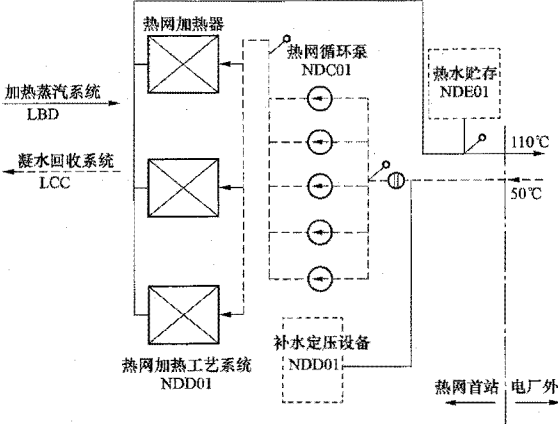 热网加热器
热网循环泵
NDC01
热水贮存
NDE01
加热蒸汽系统
LBD
110℃
凝水回收系统
LCC
50℃
补水定压设备
NDD01
热网加热工艺系统
NDD01
热网首站
电厂外